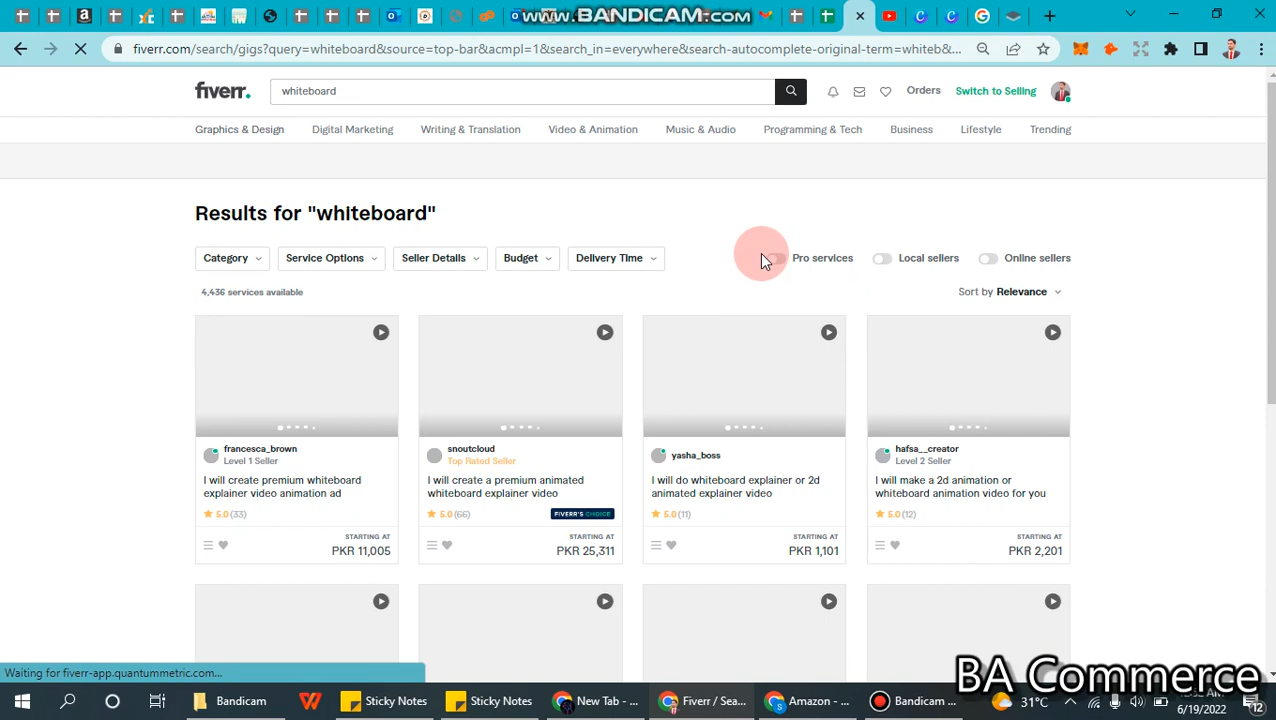 www.BANDICAM.com
fiverr.com/search/gigs?query=whiteboard&source=top-bar&acmpl=1&search_in=everywhere&search-autocomplete-original-term=whiteb&...
fiverr.
whiteboard
Orders
Switch to Selling
Graphics & Design
Digital Marketing
Writing & Translation
Video & Animation
Music & Audio
Programming & Tech
Business
Lifestyle
Trending
Results for "whiteboard"
Category
Service Options
Seller Details
Budget
Delivery Time
Pro services
Local sellers
Online sellers
4,436 services available
Sort by Relevance
francesca_brown
Level 1 Seller
I will create premium whiteboard
explainer video animation ad
5.0 (33)
STARTING AT
PKR 11,005
snoutcloud
Top Rated Seller
I will create a premium animated
whiteboard explainer video
5.0 (66)
FIVERR'S CHOICE
STARTING AT
PKR 25,311
yasha_boss
I will do whiteboard explainer or 2d
animated explainer video
5.0 (11)
STARTING AT
PKR 1,101
hafsa__creator
Level 2 Seller
I will make a 2d animation or
whiteboard animation video for you
5.0 (12)
STARTING AT
PKR 2,201
Waiting for fiverr-app.quantummetric.com...
BA Commerce
Bandicam
Sticky Notes
Sticky Notes
New Tab - ...
Fiverr / Sea...
Amazon - ...
Bandicam ...
31°C
6/19/2022
12